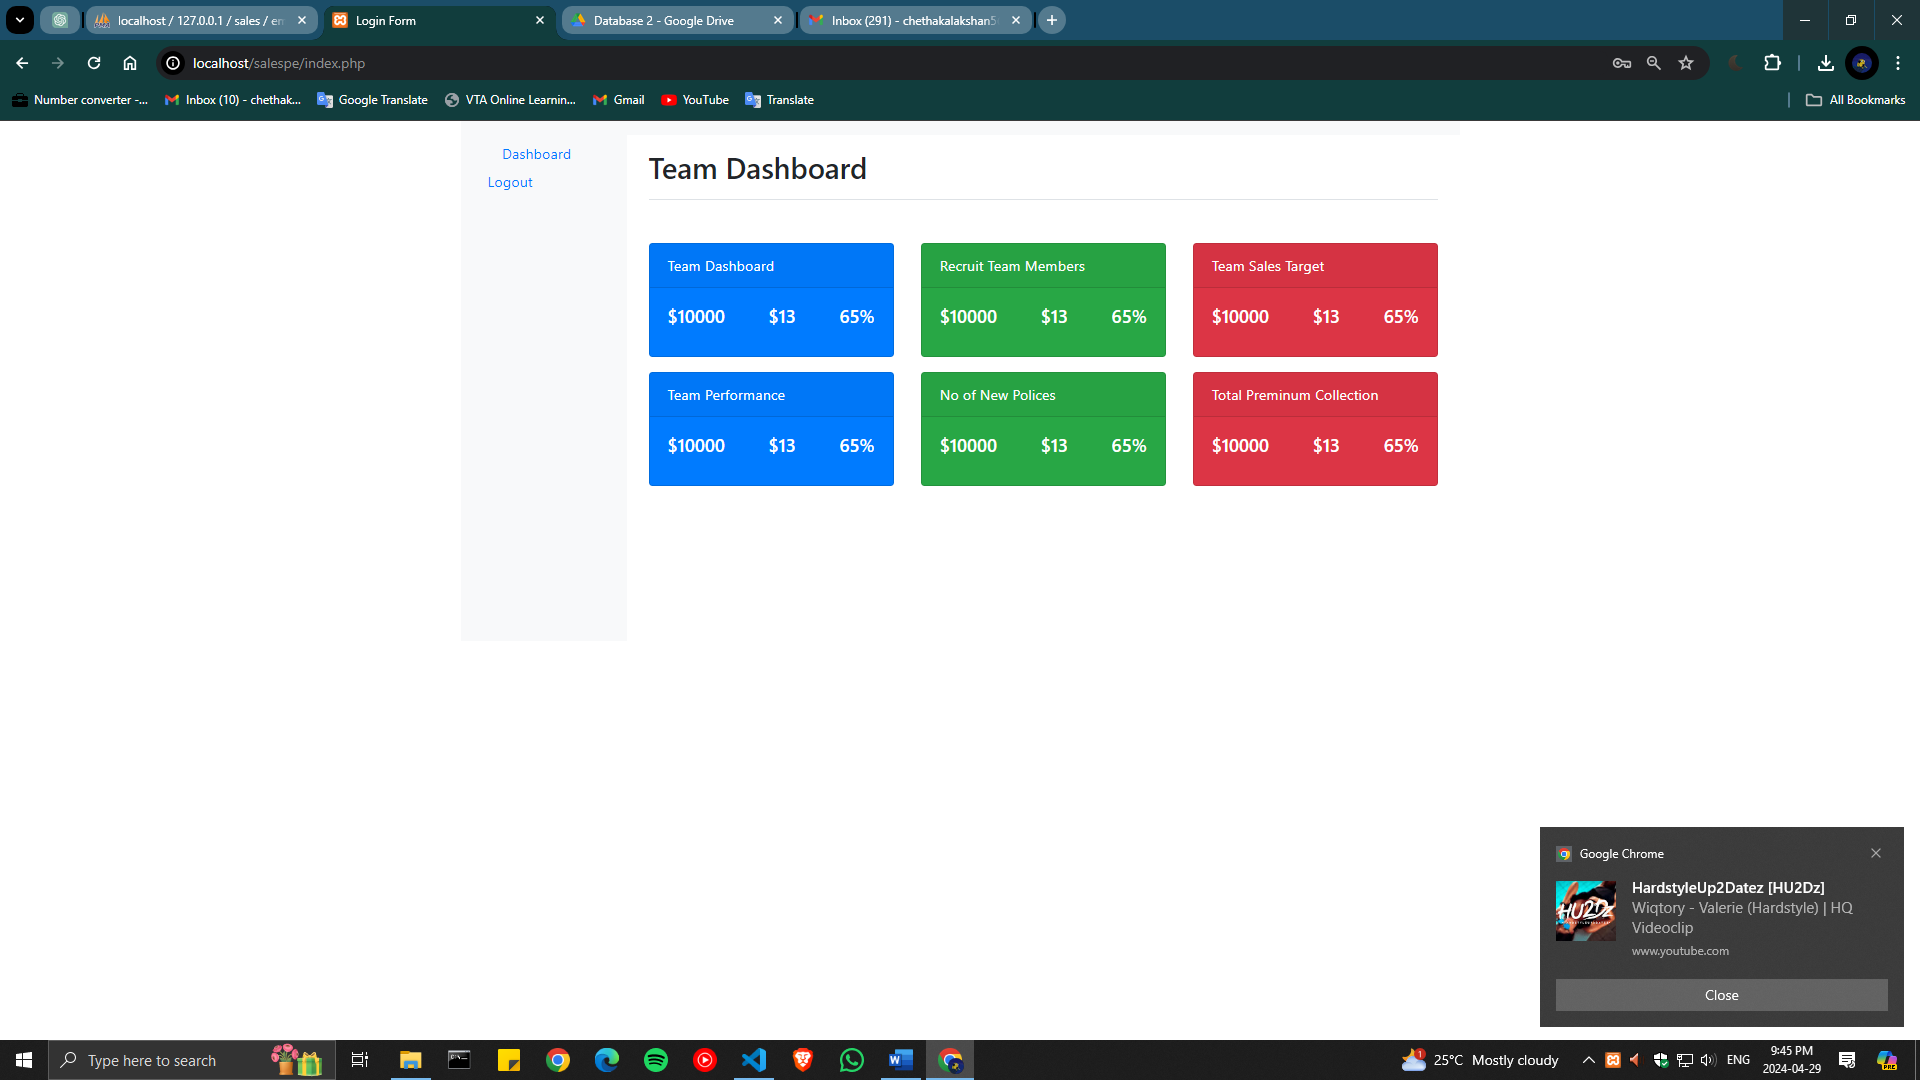 localhost / 127.0.0.1 / sales / en
Login Form
Database 2 - Google Drive
Inbox (291) - chethakalakshan5
localhost/salespe/index.php
Number converter -...
Inbox (10) - chethak...
Google Translate
VTA Online Learnin...
Gmail
YouTube
Translate
All Bookmarks
Dashboard
Logout
Team Dashboard
Team Dashboard
$10000 $13 65%
Recruit Team Members
$10000 $13 65%
Team Sales Target
$10000 $13 65%
Team Performance
$10000 $13 65%
No of New Polices
$10000 $13 65%
Total Preminum Collection
$10000 $13 65%
Google Chrome
HU2Dz
HardstyleUp2Datez [HU2Dz]
Wiqtory - Valerie (Hardstyle) | HQ
Videoclip
www.youtube.com
Close
Type here to search
25°C Mostly cloudy
ENG
9:45 PM
2024-04-29